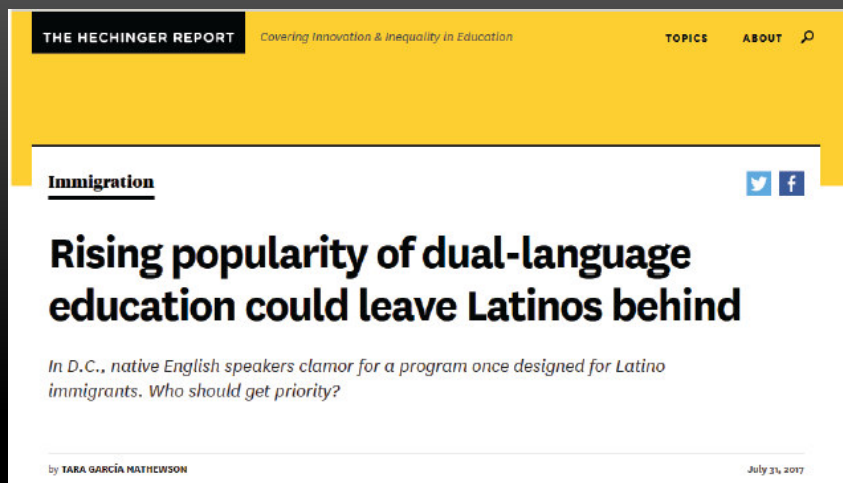 THE HECHINGER REPORT Covering Innovation & Inequality in Education TOPICS ABOUT
Immigration
Rising popularity of dual-language
education could leave Latinos behind
In D.C., native English speakers clamor for a program once designed for Latino
immigrants. Who should get priority?
by TARA GARCÍA MATHEWSON July 31, 2017